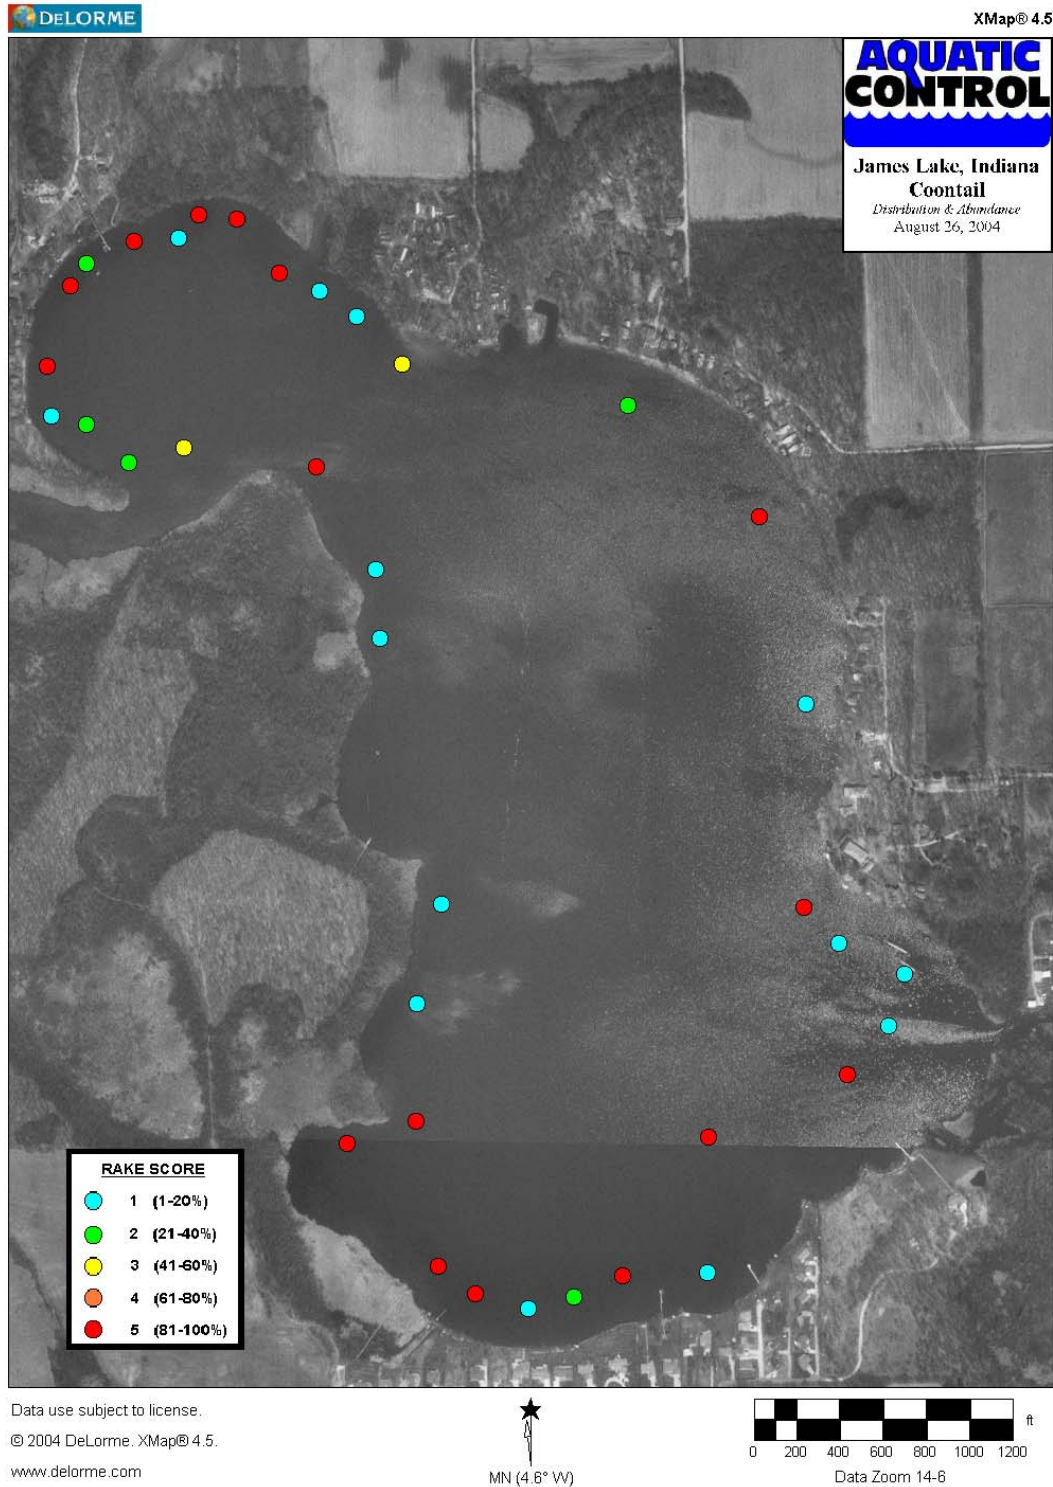 DELORME
XMap® 4.5
AQUATIC
CONTROL
James Lake, Indiana
Coontail
Distribution & Abundance
August 26, 2004
RAKE SCORE
1 (1-20%)
2 (21-40%)
3 (41-60%)
4 (61-80%)
5 (81-100%)
Data use subject to license.
© 2004 DeLorme. XMap® 4.5.
www.delorme.com
MN (4.6° W)
ft
0 200 400 600 800 1000 1200
Data Zoom 14-6